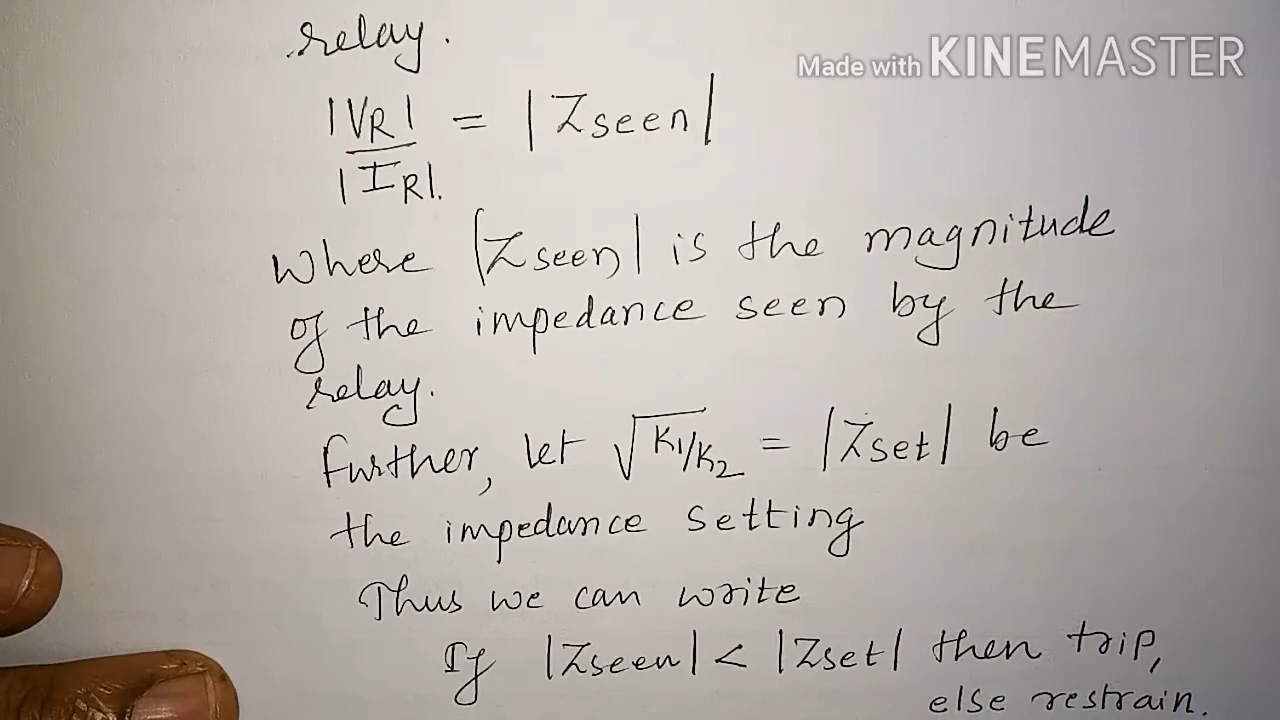 relay.
Made with KINEMASTER
|VR| / |IR|. = |Zseen|
Where |Zseen| is the magnitude
of the impedance seen by the
relay.
Further, let √K1/K2 = |Zset| be
the impedance setting
Thus we can write
If |Zseen| < |Zset| then trip,
else restrain.